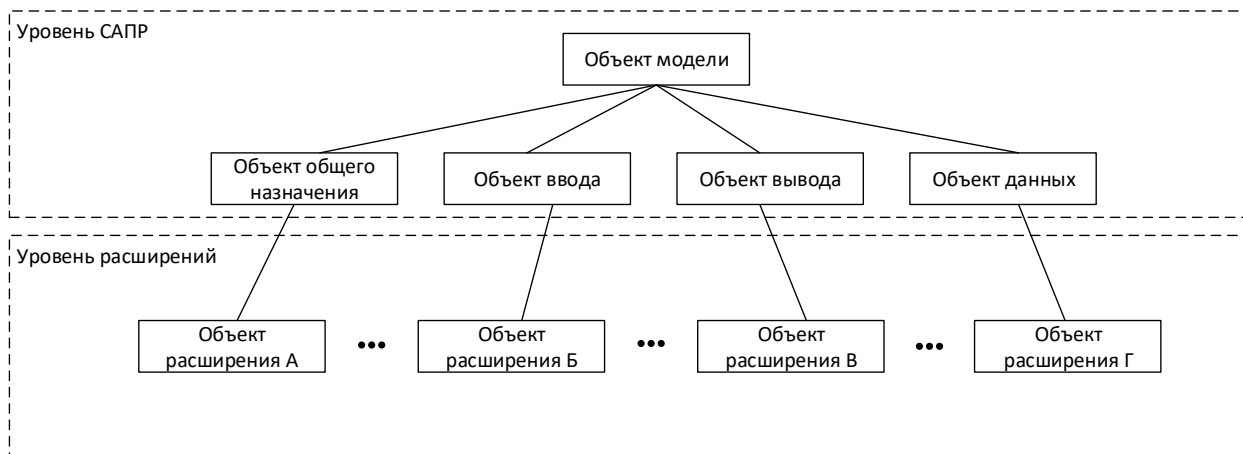 Уровень САПР
Объект модели
Объект общего
назначения
Объект ввода
Объект вывода
Объект данных
Уровень расширений
Объект
расширения А
Объект
расширения Б
Объект
расширения В
Объект
расширения Г